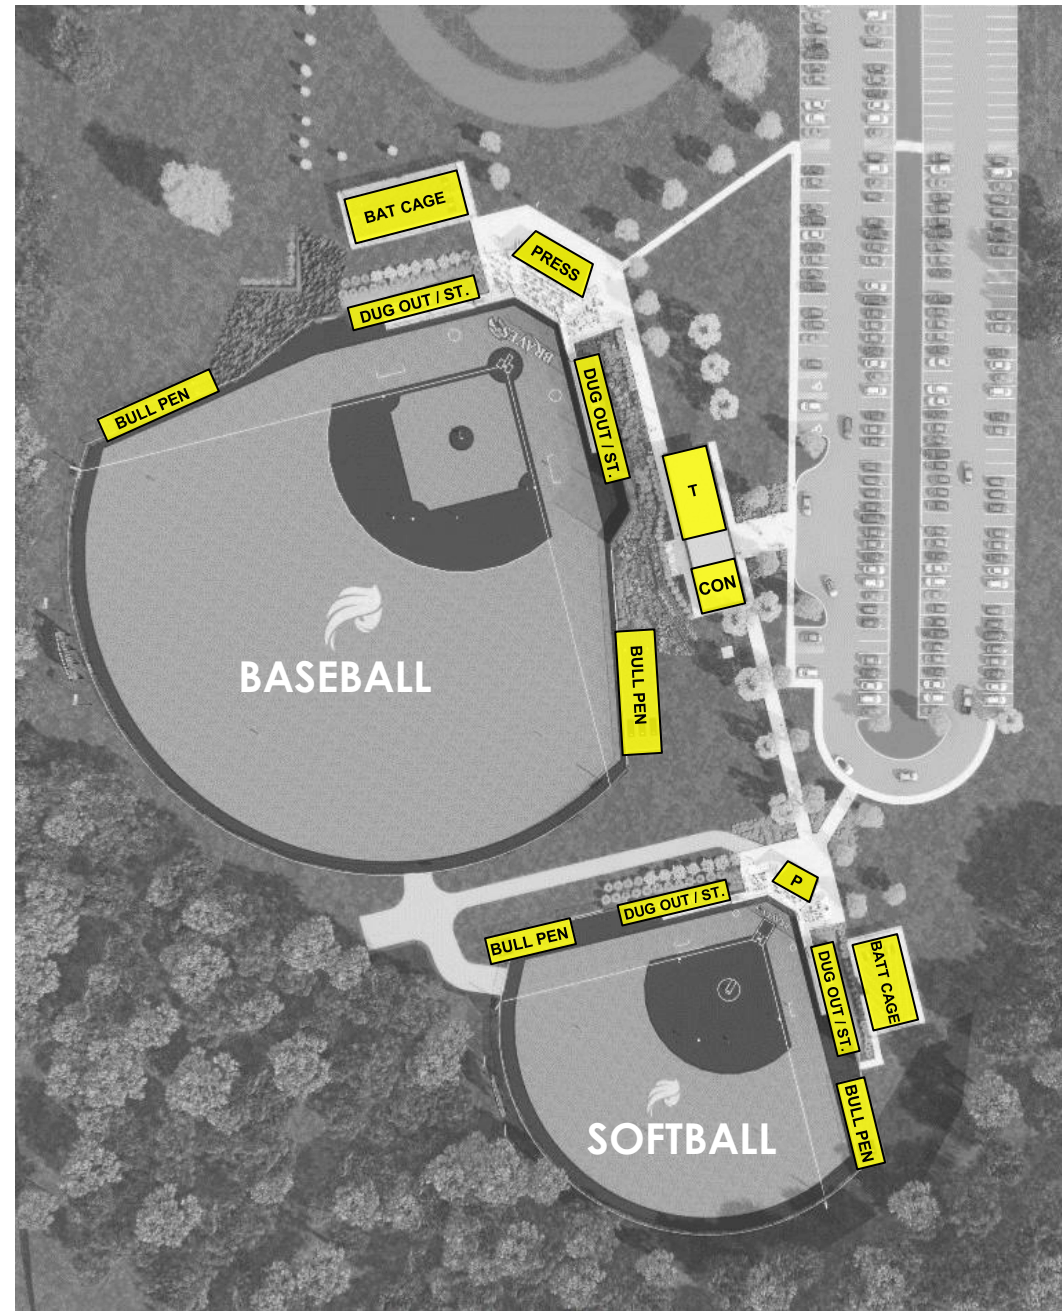 BAT CAGE
PRESS
DUG OUT / ST.
BRAVES
DUG OUT / ST.
BULL PEN
T
CON
BASEBALL
BULL PEN
P
DUG OUT / ST.
BULL PEN
DUG OUT / ST.
BATT CAGE
SOFTBALL
BULL PEN